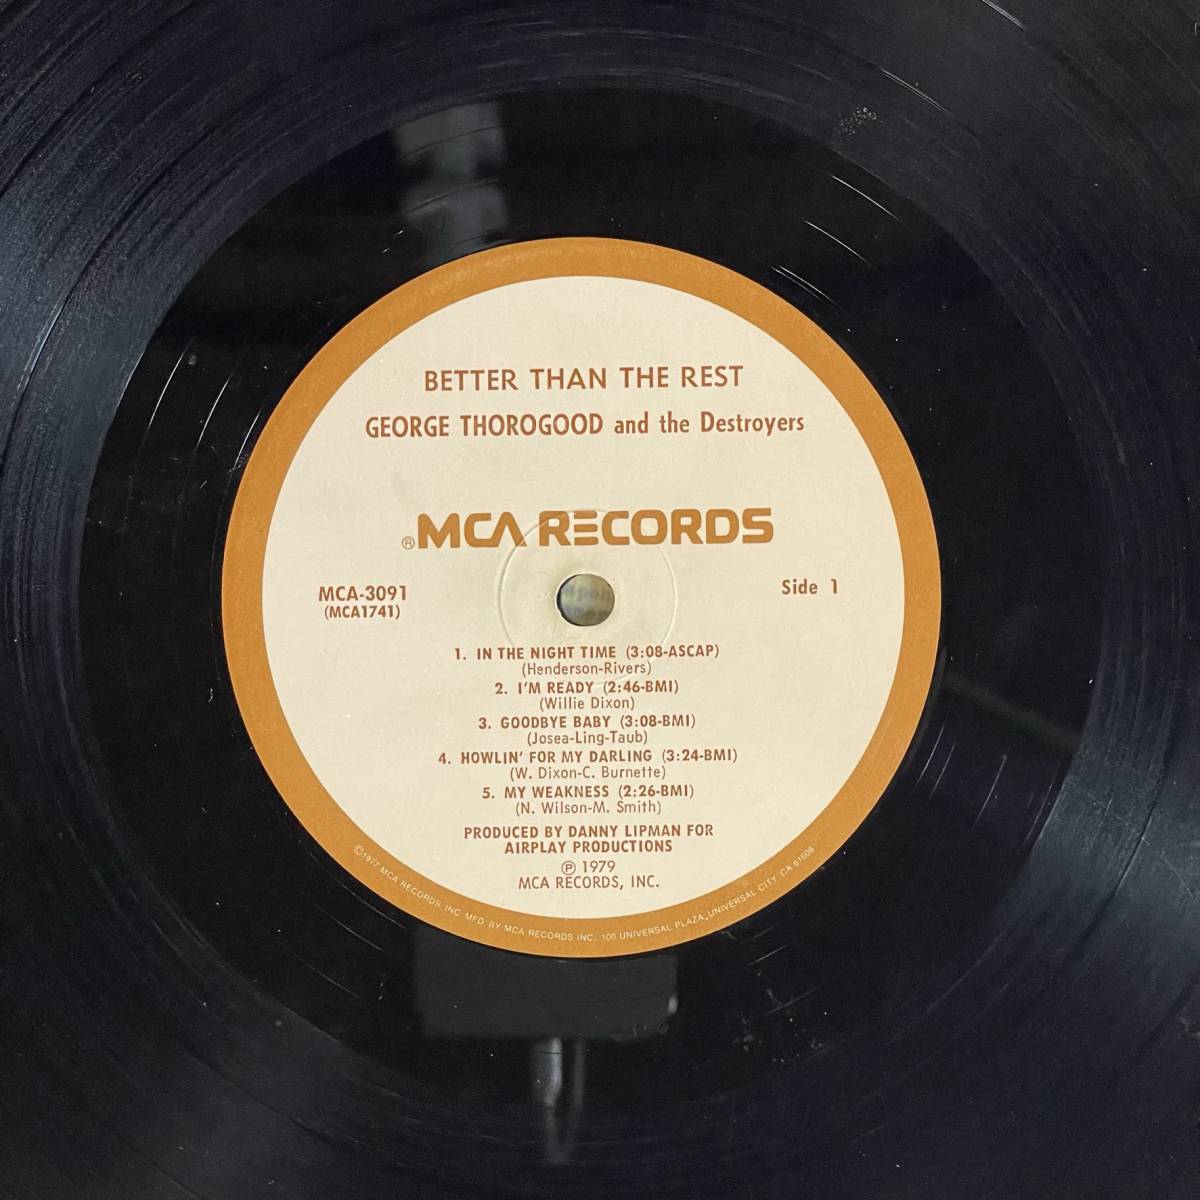 BETTER THAN THE REST
GEORGE THOROGOOD and the Destroyers
®MCA RECORDS
MCA-3091
(MCA1741)
Side 1
1. IN THE NIGHT TIME (3:08-ASCAP)
(Henderson-Rivers)
2. I'M READY (2:46-BMI)
(Willie Dixon)
3. GOODBYE BABY (3:08-BMI)
(Josea-Ling-Taub)
4. HOWLIN' FOR MY DARLING (3:24-BMI)
(W. Dixon-C. Burnette)
5. MY WEAKNESS (2:26-BMI)
(N. Wilson-M. Smith)
PRODUCED BY DANNY LIPMAN FOR
AIRPLAY PRODUCTIONS
℗ 1979
MCA RECORDS, INC.
©1977 MCA RECORDS INC. MFD. BY MCA RECORDS INC. 100 UNIVERSAL PLAZA, UNIVERSAL CITY, CA 61608